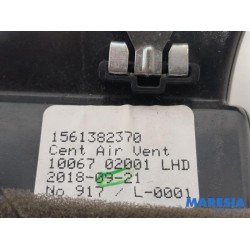 1561382370
Cent Air Vent
10067 02001 LHD
2018-09-21
No 917 / L-0001
MARESIA